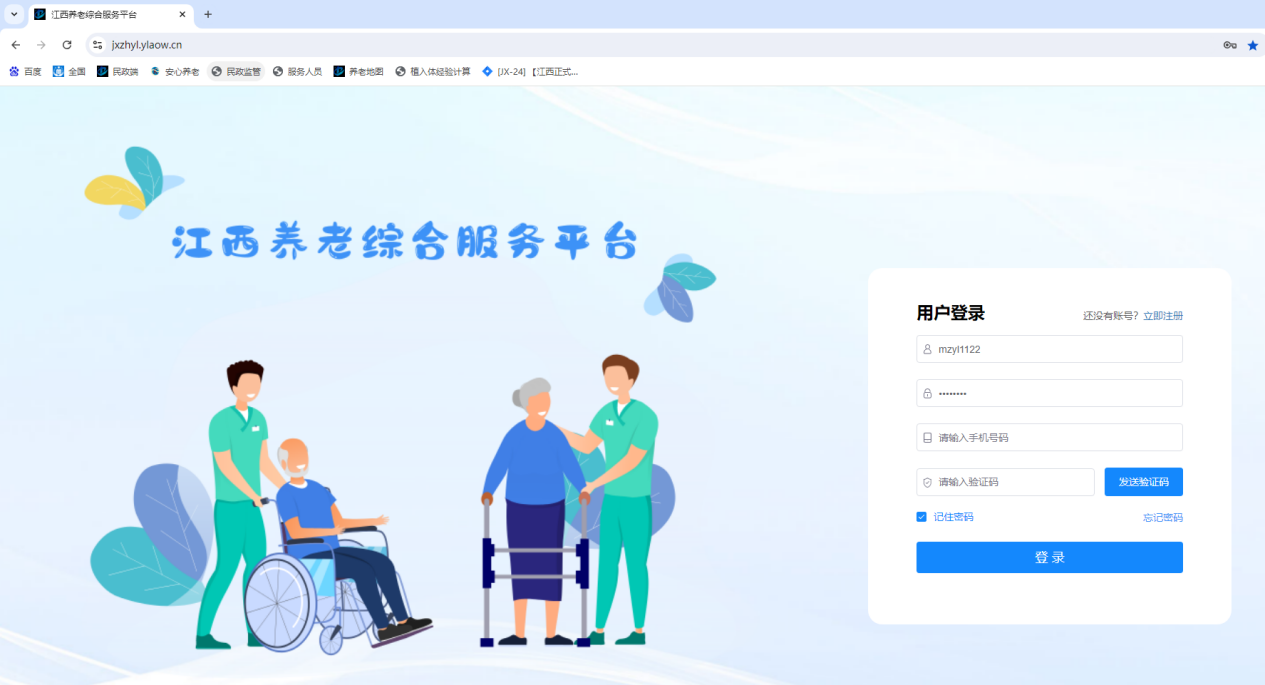 江西养老综合服务平台
jxzhyl.ylaow.cn
百度 全国 民政端 安心养老 民政监管 服务人员 养老地图 植入体经验计算 [JX-24] 【江西正式...
江西养老综合服务平台
用户登录 还没有账号? 立即注册
mzyl1122
••••••••
请输入手机号码
请输入验证码 发送验证码
记住密码 忘记密码
登 录